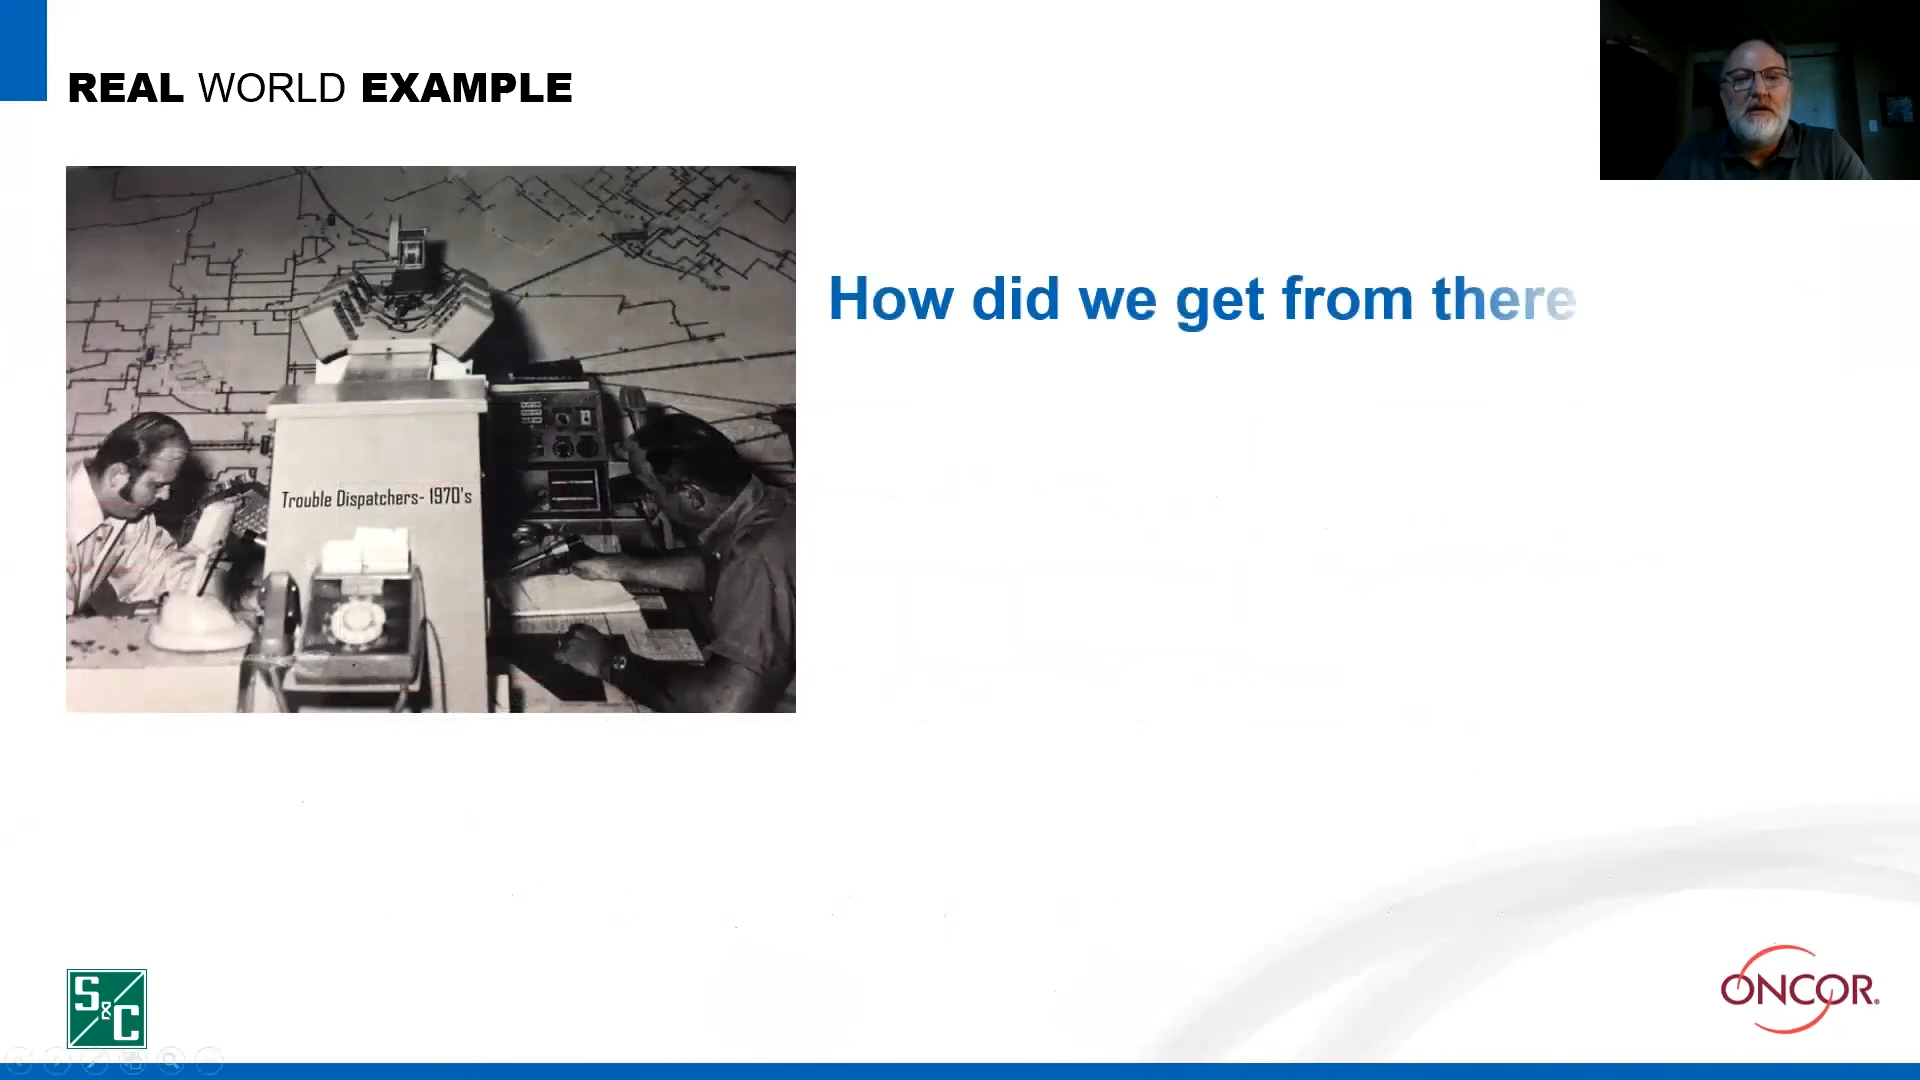 REAL WORLD EXAMPLE
How did we get from there
Trouble Dispatchers- 1970's
S&C
ONCOR®